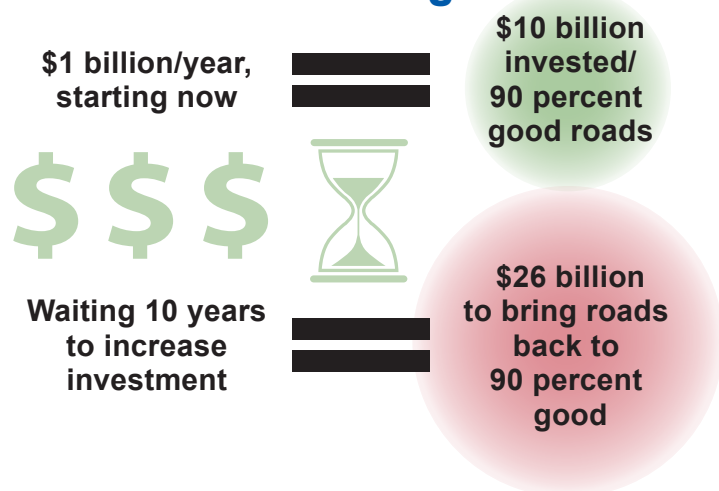 $1 billion/year,
starting now
$10 billion
invested/
90 percent
good roads
$ $ $
Waiting 10 years
to increase
investment
$26 billion
to bring roads
back to
90 percent
good